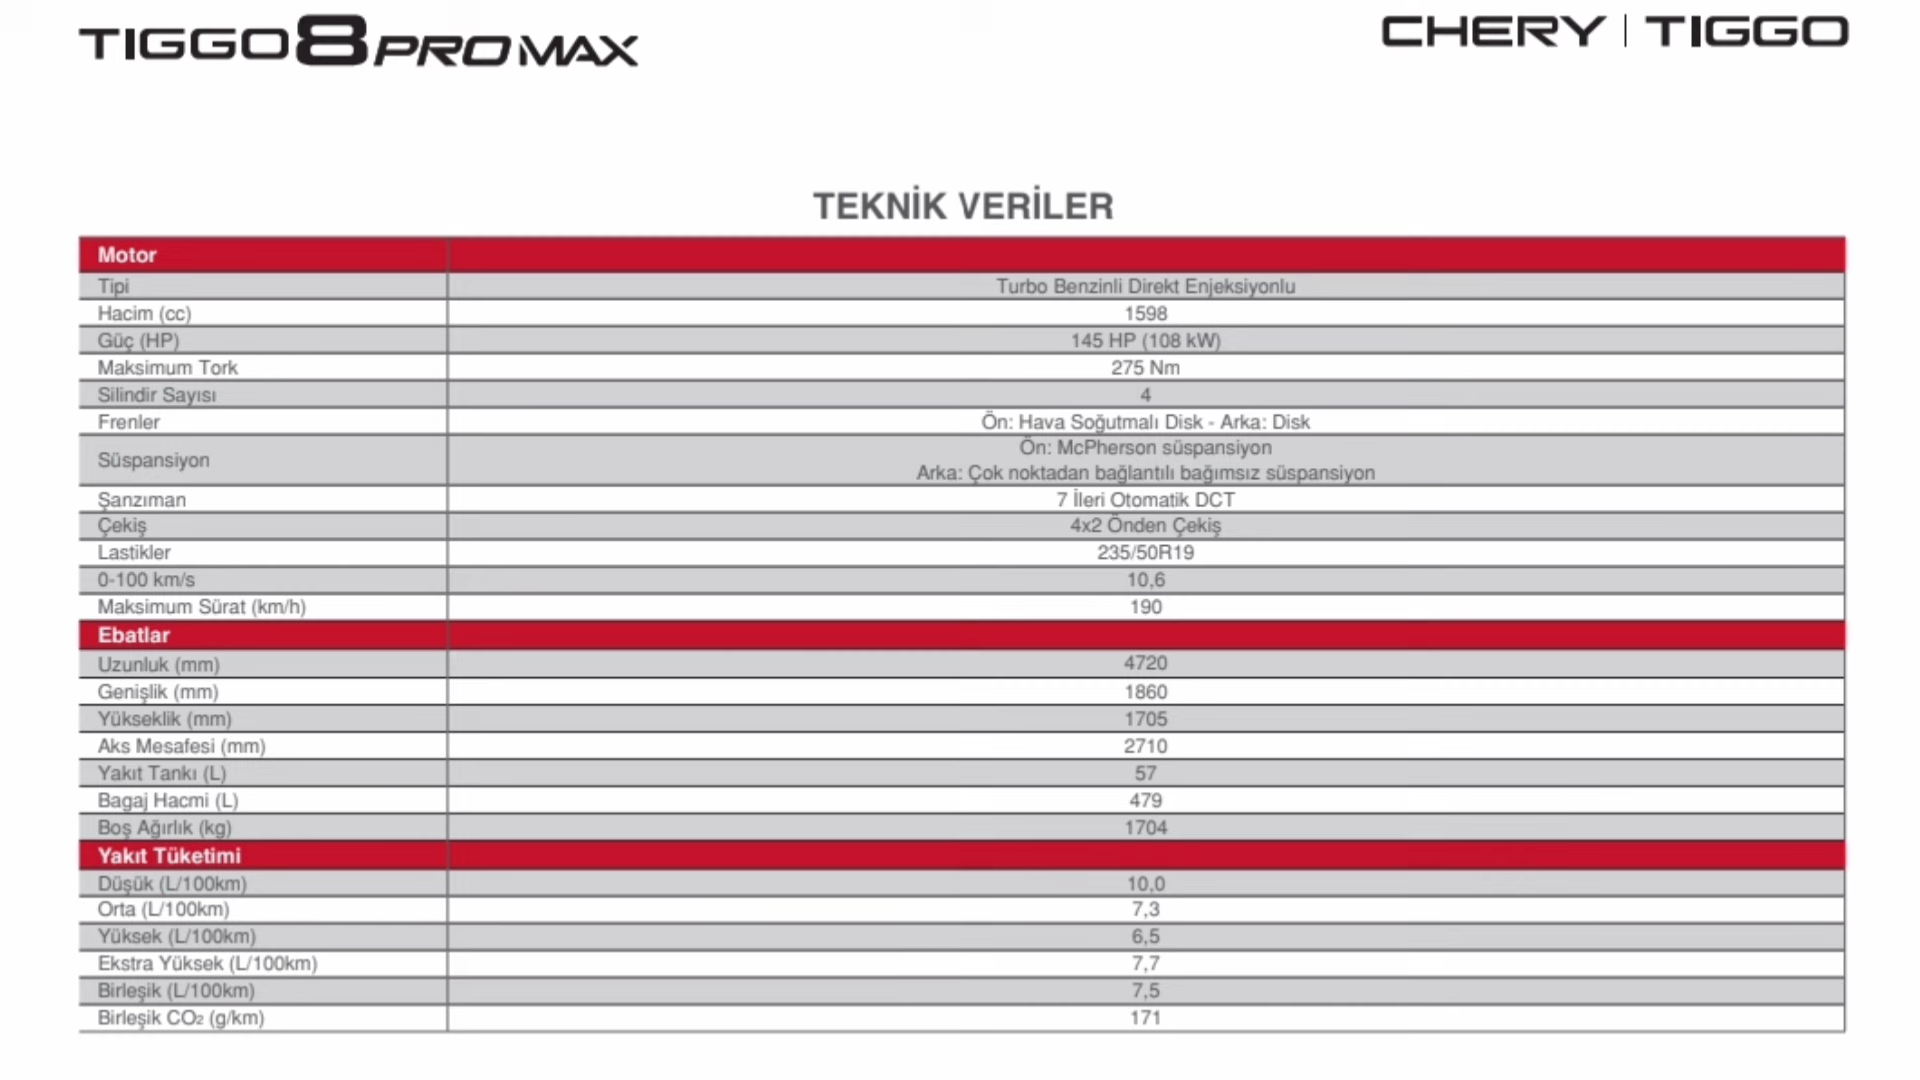 TIGGO8PRO MAX
CHERY | TIGGO
TEKNİK VERİLER
Motor
Tipi Turbo Benzinli Direkt Enjeksiyonlu
Hacim (cc) 1598
Güç (HP) 145 HP (108 kW)
Maksimum Tork 275 Nm
Silindir Sayısı 4
Frenler Ön: Hava Soğutmalı Disk - Arka: Disk
Süspansiyon Ön: McPherson süspansiyon
Arka: Çok noktadan bağlantılı bağımsız süspansiyon
Şanzıman 7 İleri Otomatik DCT
Çekiş 4x2 Önden Çekiş
Lastikler 235/50R19
0-100 km/s 10,6
Maksimum Sürat (km/h) 190
Ebatlar
Uzunluk (mm) 4720
Genişlik (mm) 1860
Yükseklik (mm) 1705
Aks Mesafesi (mm) 2710
Yakıt Tankı (L) 57
Bagaj Hacmi (L) 479
Boş Ağırlık (kg) 1704
Yakıt Tüketimi
Düşük (L/100km) 10,0
Orta (L/100km) 7,3
Yüksek (L/100km) 6,5
Ekstra Yüksek (L/100km) 7,7
Birleşik (L/100km) 7,5
Birleşik CO₂ (g/km) 171